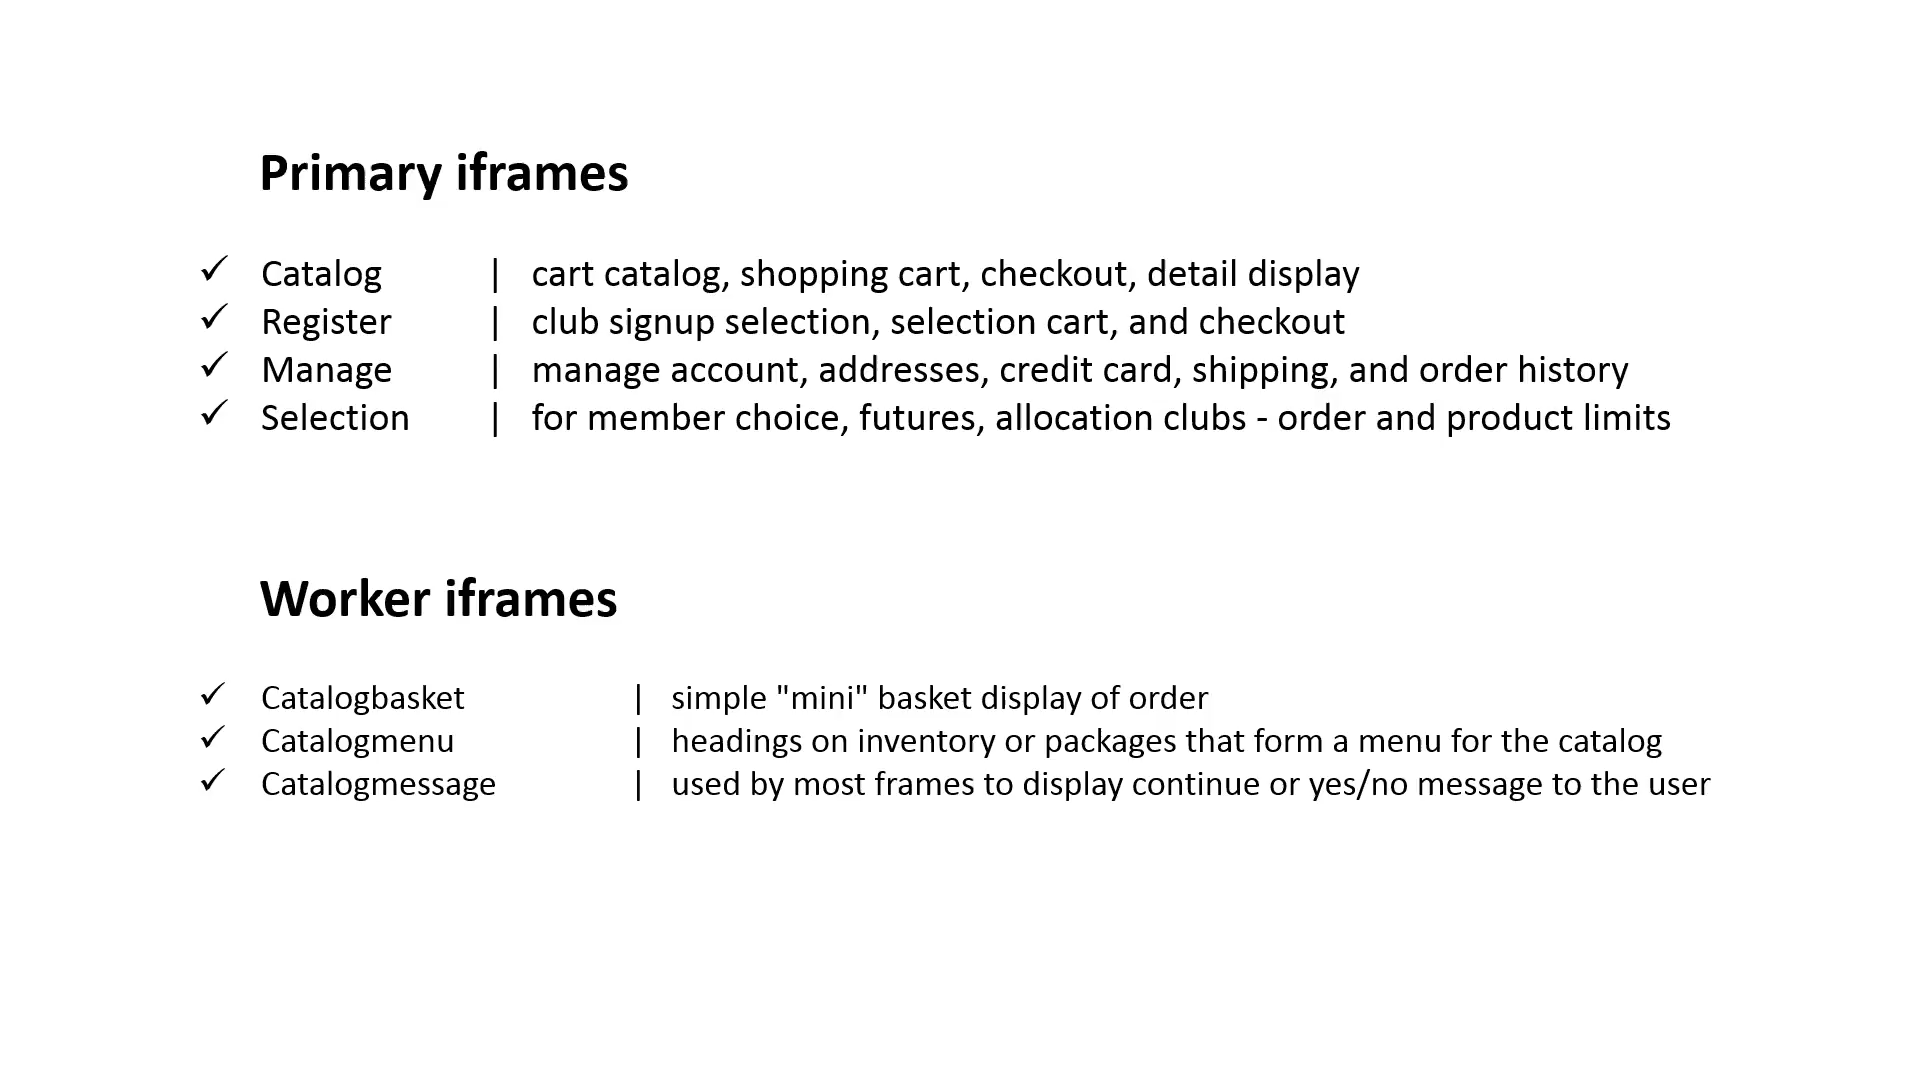 Primary iframes
✓ Catalog | cart catalog, shopping cart, checkout, detail display
✓ Register | club signup selection, selection cart, and checkout
✓ Manage | manage account, addresses, credit card, shipping, and order history
✓ Selection | for member choice, futures, allocation clubs - order and product limits
Worker iframes
✓ Catalogbasket | simple "mini" basket display of order
✓ Catalogmenu | headings on inventory or packages that form a menu for the catalog
✓ Catalogmessage | used by most frames to display continue or yes/no message to the user